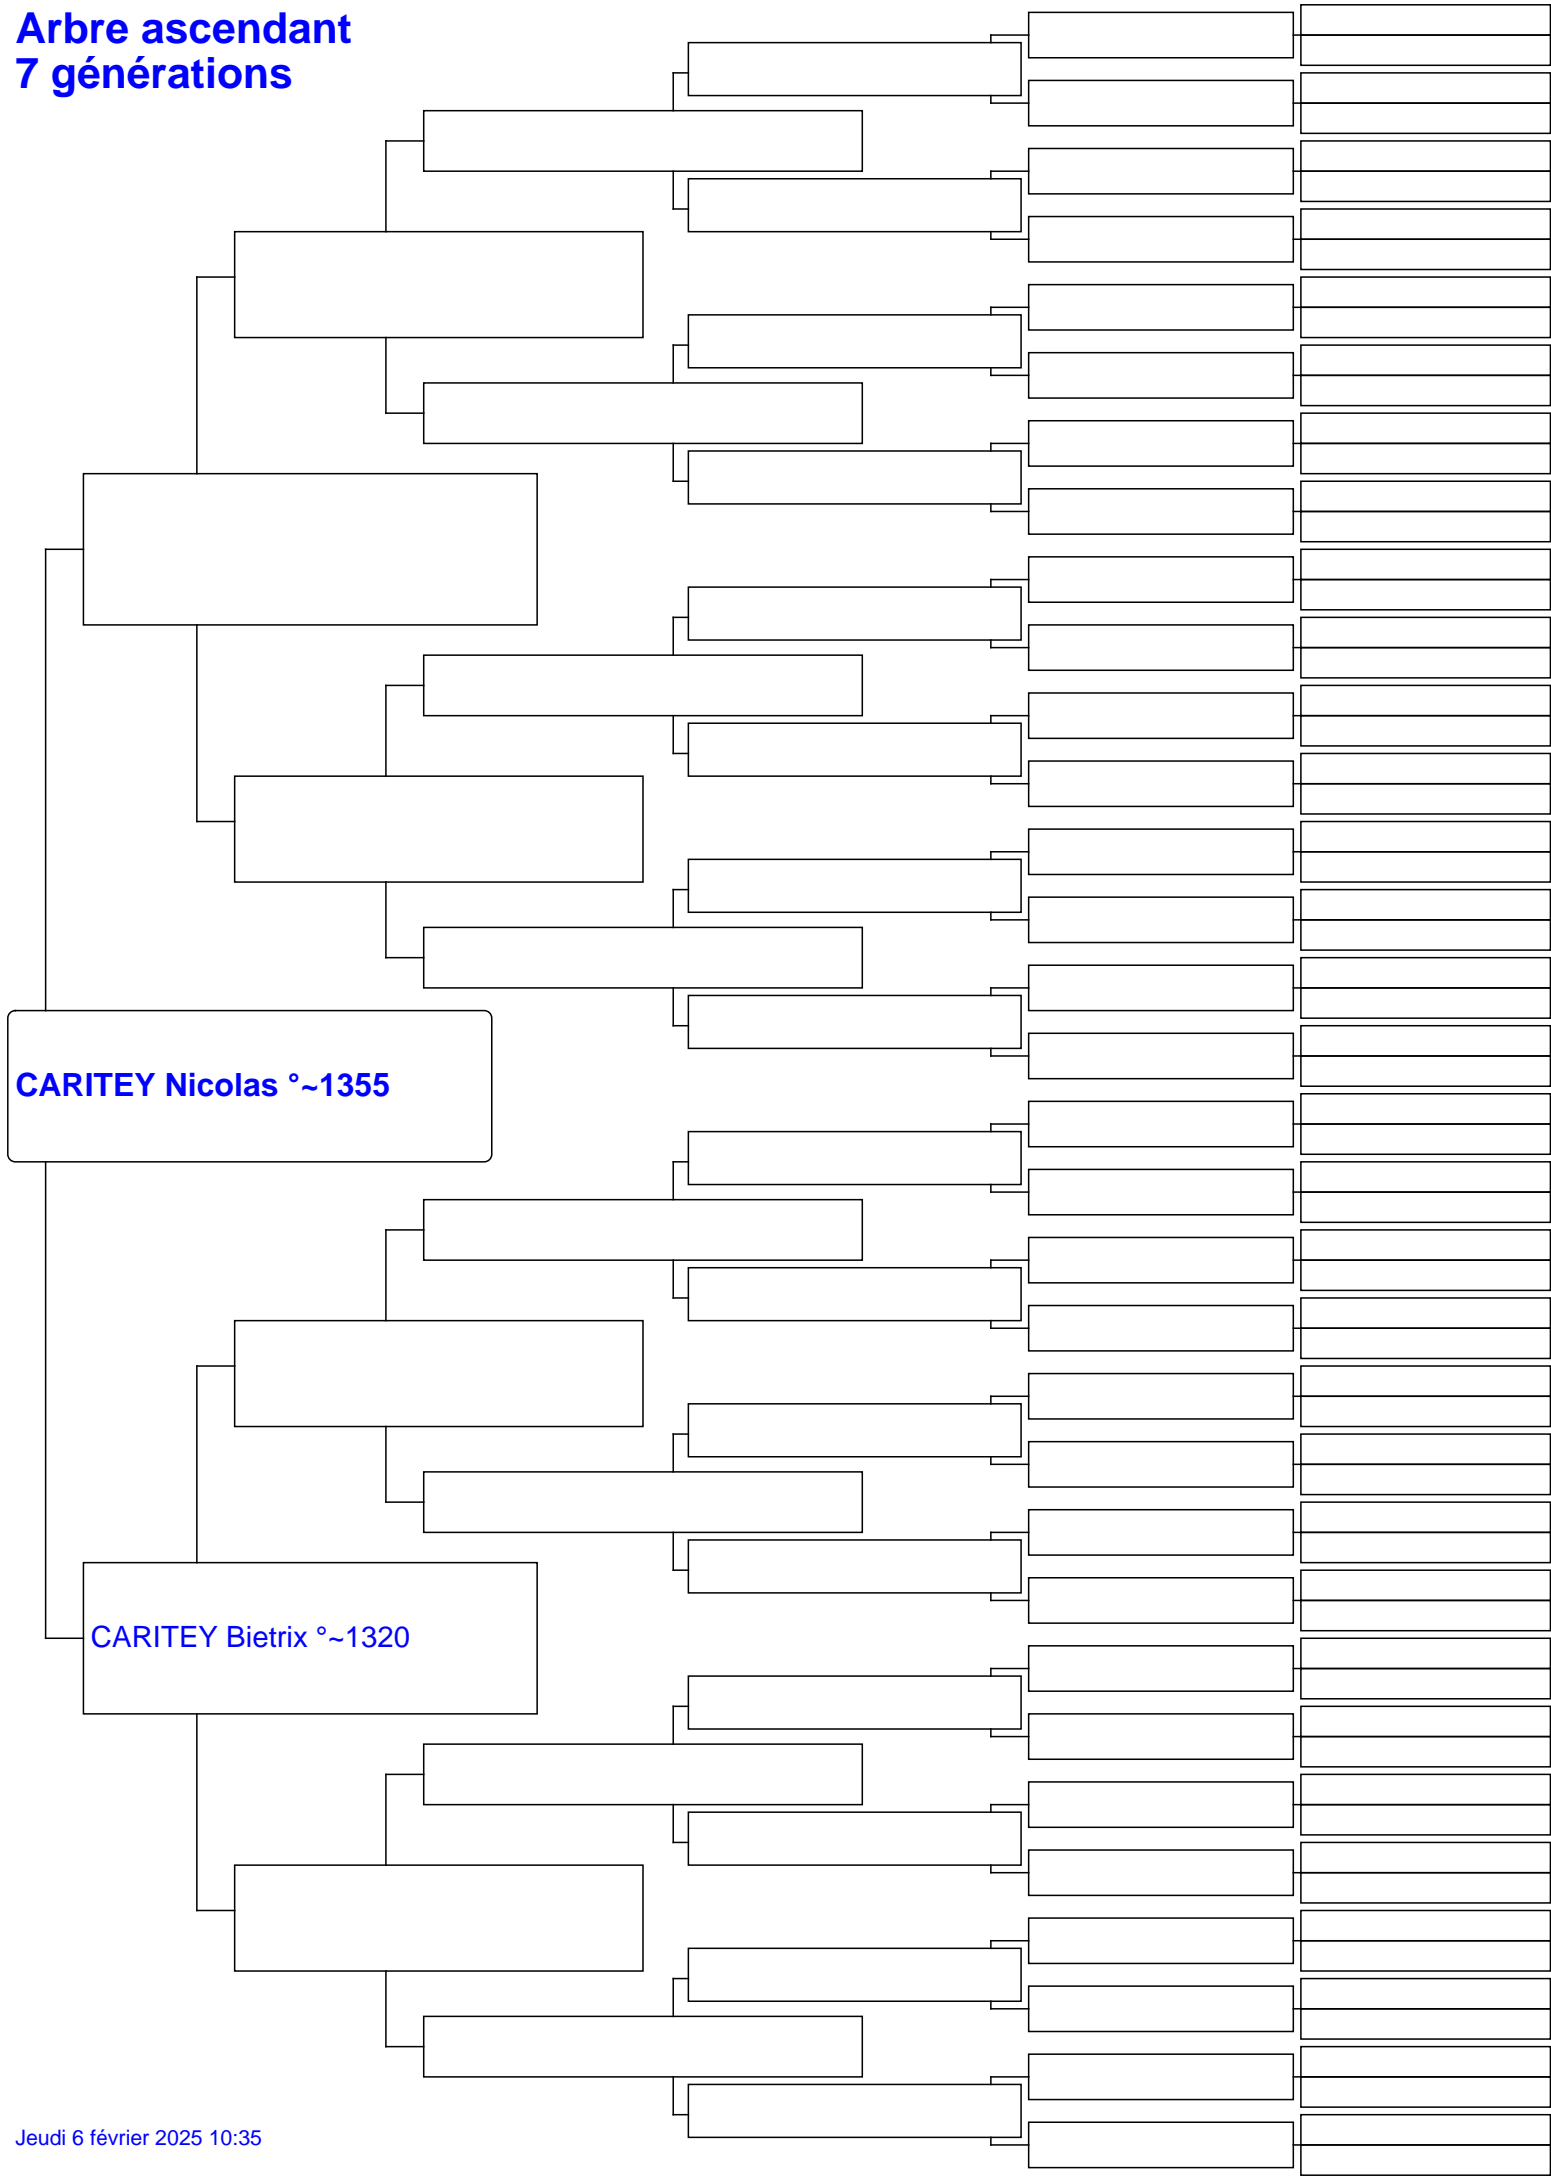 Arbre ascendant
7 générations
CARITEY Nicolas °~1355
CARITEY Bietrix °~1320
Jeudi 6 février 2025 10:35